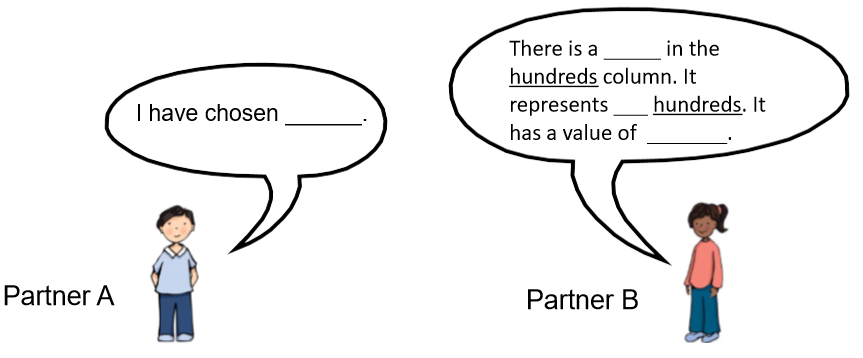 I have chosen ______.
There is a _____ in the
hundreds column. It
represents ___ hundreds. It
has a value of _______.
Partner A
Partner B